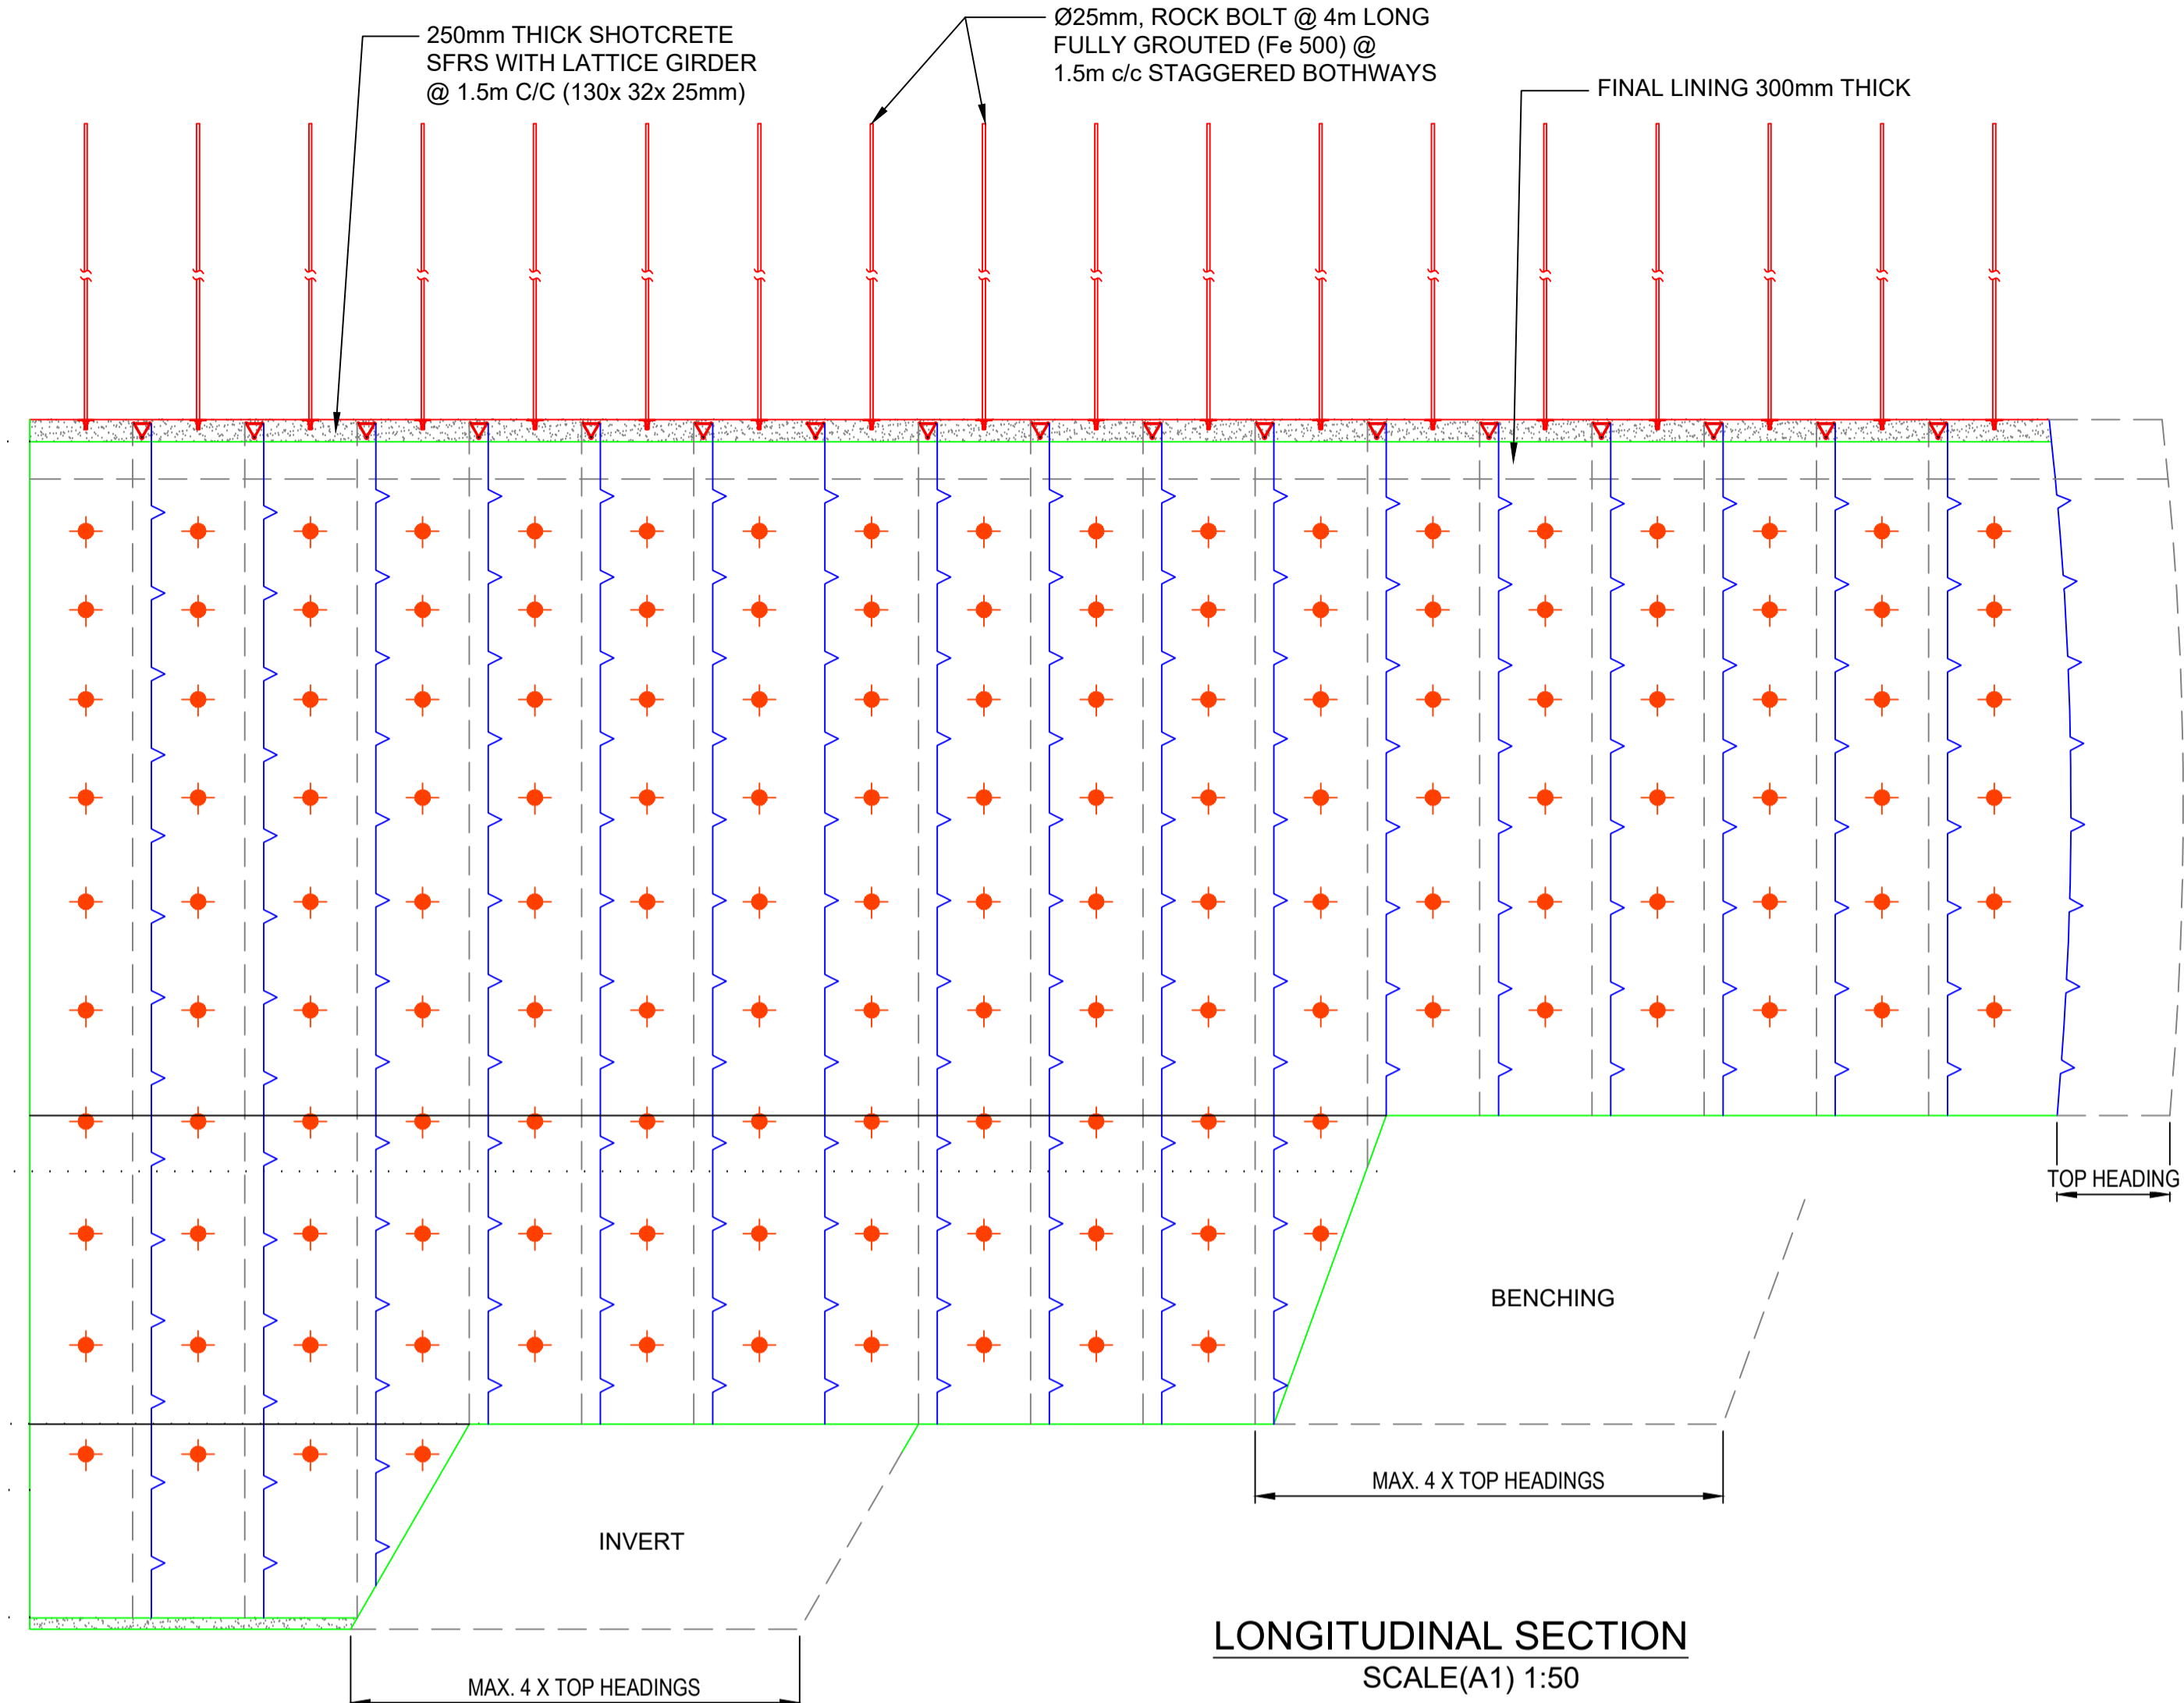 250mm THICK SHOTCRETE
SFRS WITH LATTICE GIRDER
@ 1.5m C/C (130x 32x 25mm)
Ø25mm, ROCK BOLT @ 4m LONG
FULLY GROUTED (Fe 500) @
1.5m c/c STAGGERED BOTHWAYS
FINAL LINING 300mm THICK
TOP HEADING
BENCHING
MAX. 4 X TOP HEADINGS
INVERT
MAX. 4 X TOP HEADINGS
LONGITUDINAL SECTION
SCALE(A1) 1:50